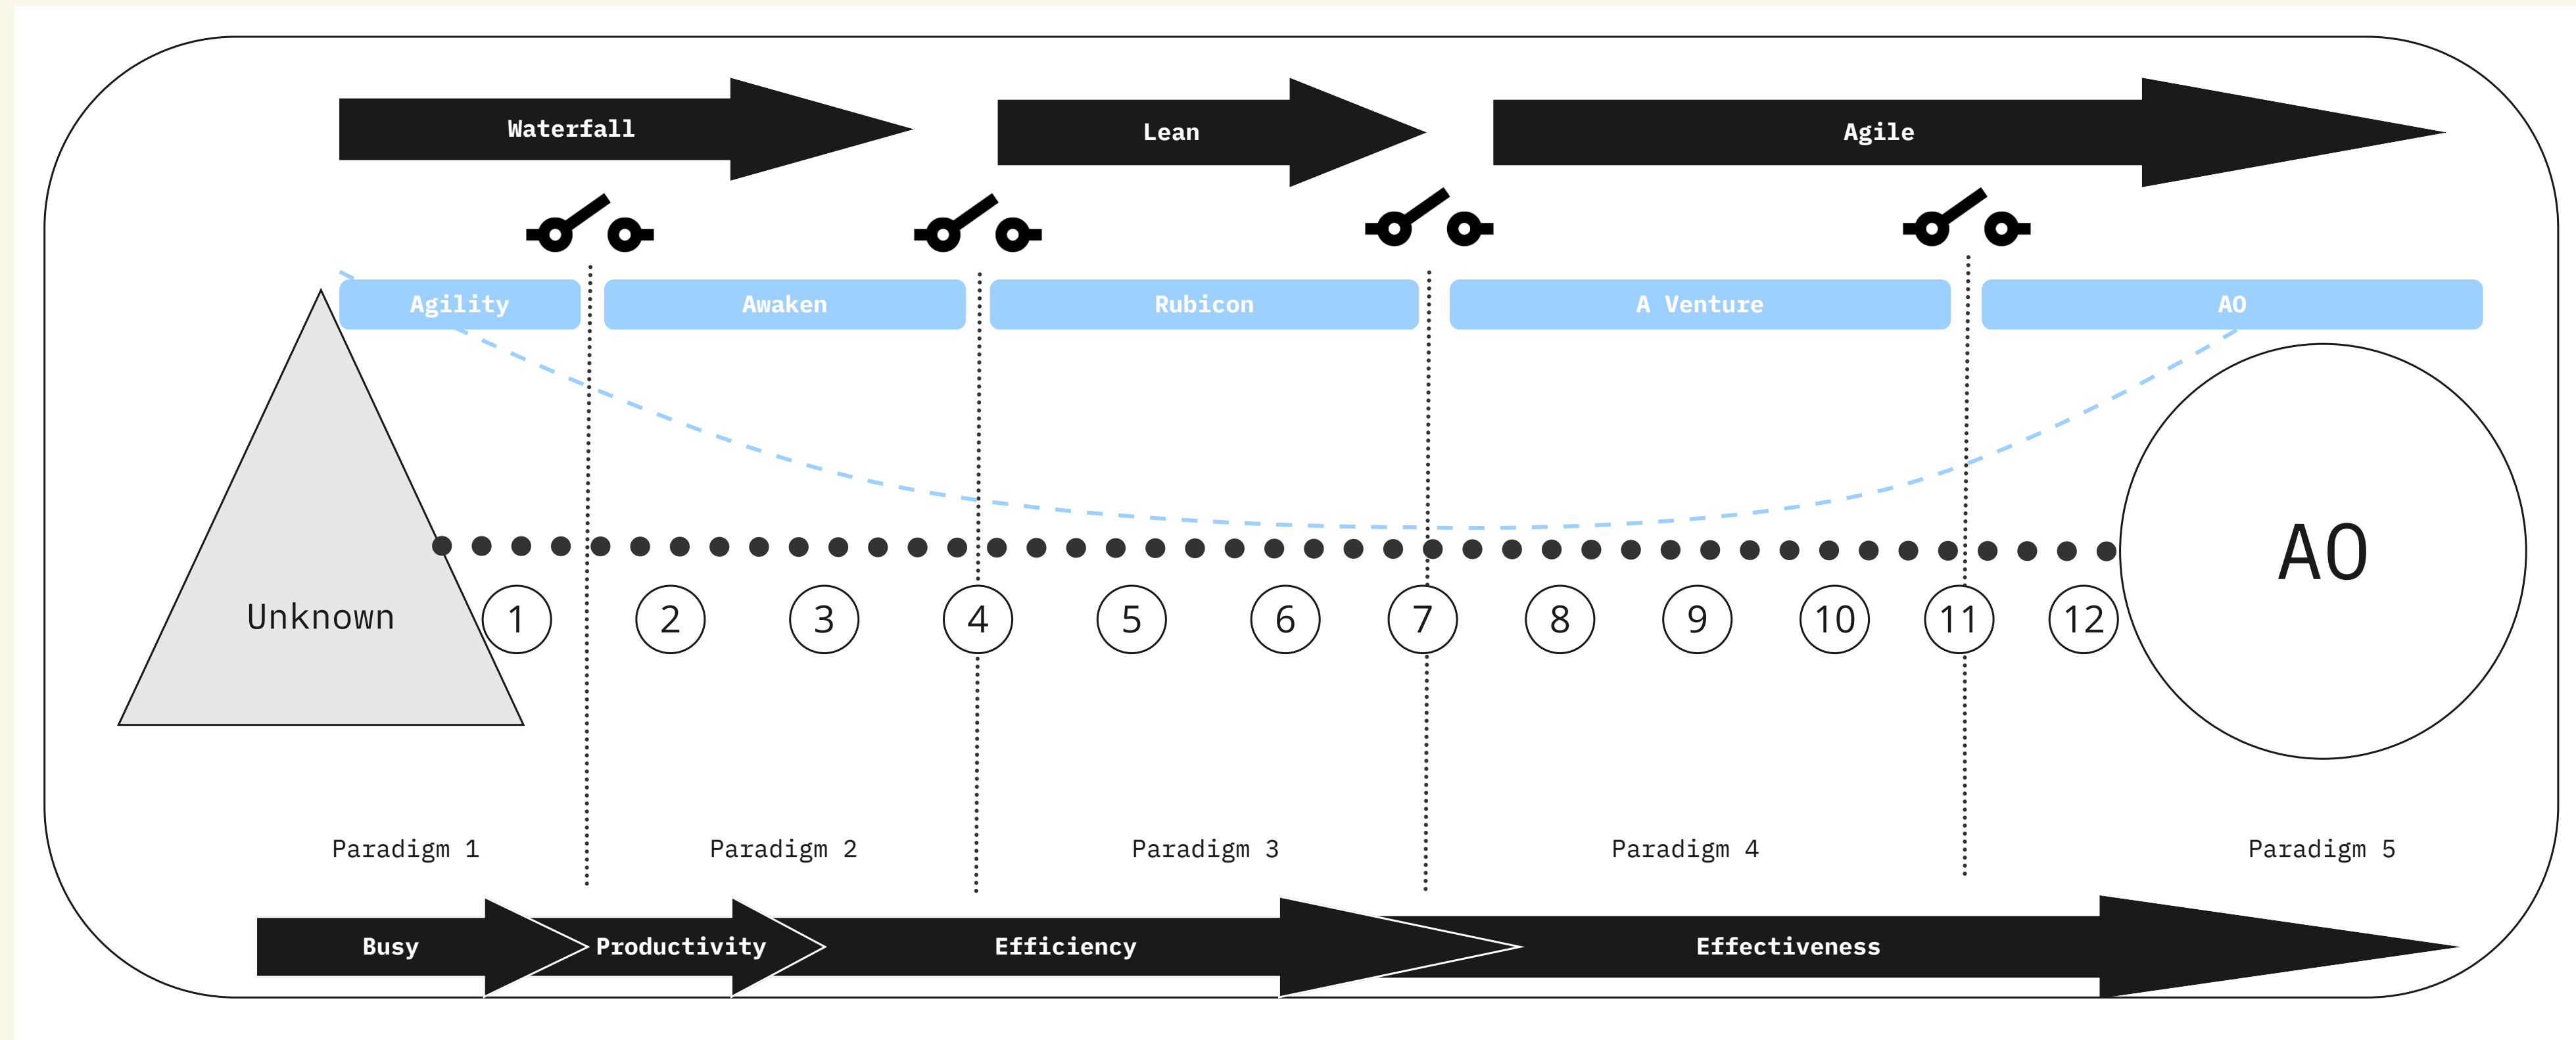 Waterfall
Lean
Agile
Agility
Awaken
Rubicon
A Venture
AO
Unknown
1
2
3
4
5
6
7
8
9
10
11
12
AO
Paradigm 1
Paradigm 2
Paradigm 3
Paradigm 4
Paradigm 5
Busy
Productivity
Efficiency
Effectiveness